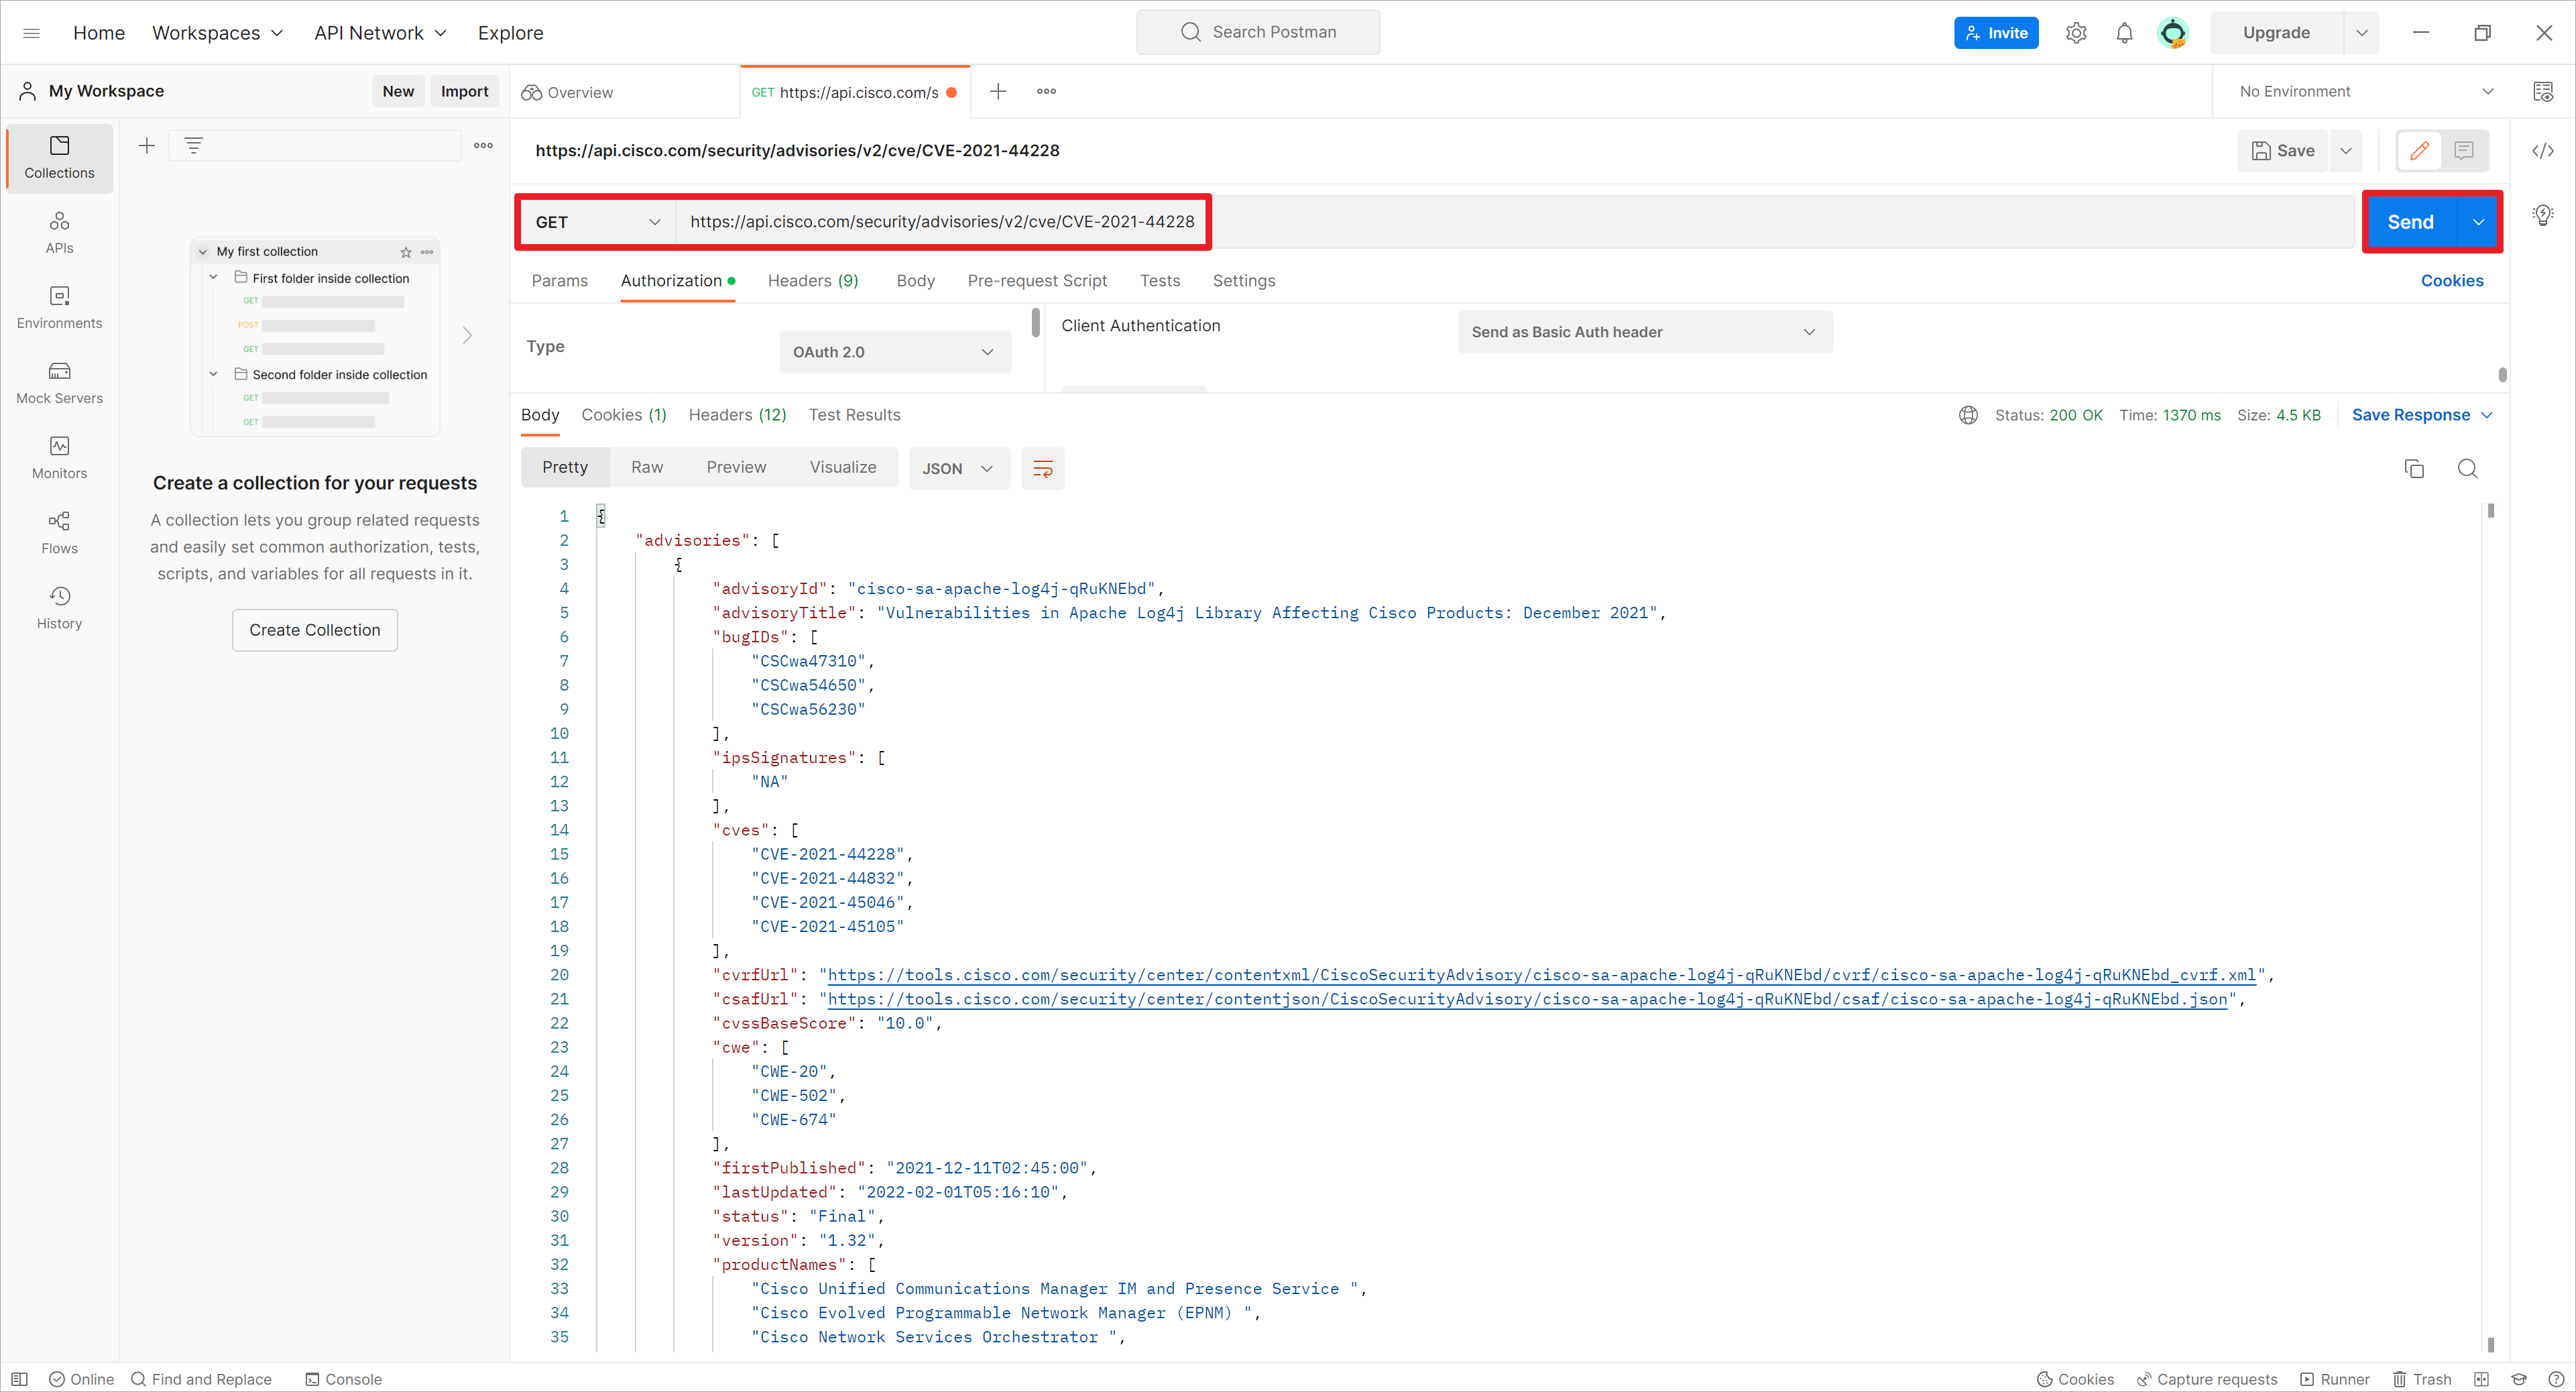 Home Workspaces API Network Explore Search Postman Invite Upgrade
My Workspace New Import Overview GET https://api.cisco.com/s No Environment
Collections
APIs
Environments
Mock Servers
Monitors
Flows
History
My first collection
First folder inside collection
GET
POST
GET
Second folder inside collection
GET
GET
Create a collection for your requests
A collection lets you group related requests
and easily set common authorization, tests,
scripts, and variables for all requests in it.
Create Collection
https://api.cisco.com/security/advisories/v2/cve/CVE-2021-44228 Save
GET https://api.cisco.com/security/advisories/v2/cve/CVE-2021-44228 Send
Params Authorization Headers (9) Body Pre-request Script Tests Settings Cookies
Type OAuth 2.0 Client Authentication Send as Basic Auth header
Body Cookies (1) Headers (12) Test Results Status: 200 OK Time: 1370 ms Size: 4.5 KB Save Response
Pretty Raw Preview Visualize JSON
1 {
2 "advisories": [
3 {
4 "advisoryId": "cisco-sa-apache-log4j-qRuKNEbd",
5 "advisoryTitle": "Vulnerabilities in Apache Log4j Library Affecting Cisco Products: December 2021",
6 "bugIDs": [
7 "CSCwa47310",
8 "CSCwa54650",
9 "CSCwa56230"
10 ],
11 "ipsSignatures": [
12 "NA"
13 ],
14 "cves": [
15 "CVE-2021-44228",
16 "CVE-2021-44832",
17 "CVE-2021-45046",
18 "CVE-2021-45105"
19 ],
20 "cvrfUrl": "https://tools.cisco.com/security/center/contentxml/CiscoSecurityAdvisory/cisco-sa-apache-log4j-qRuKNEbd/cvrf/cisco-sa-apache-log4j-qRuKNEbd_cvrf.xml",
21 "csafUrl": "https://tools.cisco.com/security/center/contentjson/CiscoSecurityAdvisory/cisco-sa-apache-log4j-qRuKNEbd/csaf/cisco-sa-apache-log4j-qRuKNEbd.json",
22 "cvssBaseScore": "10.0",
23 "cwe": [
24 "CWE-20",
25 "CWE-502",
26 "CWE-674"
27 ],
28 "firstPublished": "2021-12-11T02:45:00",
29 "lastUpdated": "2022-02-01T05:16:10",
30 "status": "Final",
31 "version": "1.32",
32 "productNames": [
33 "Cisco Unified Communications Manager IM and Presence Service ",
34 "Cisco Evolved Programmable Network Manager (EPNM) ",
35 "Cisco Network Services Orchestrator ",
Online Find and Replace Console Cookies Capture requests Runner Trash